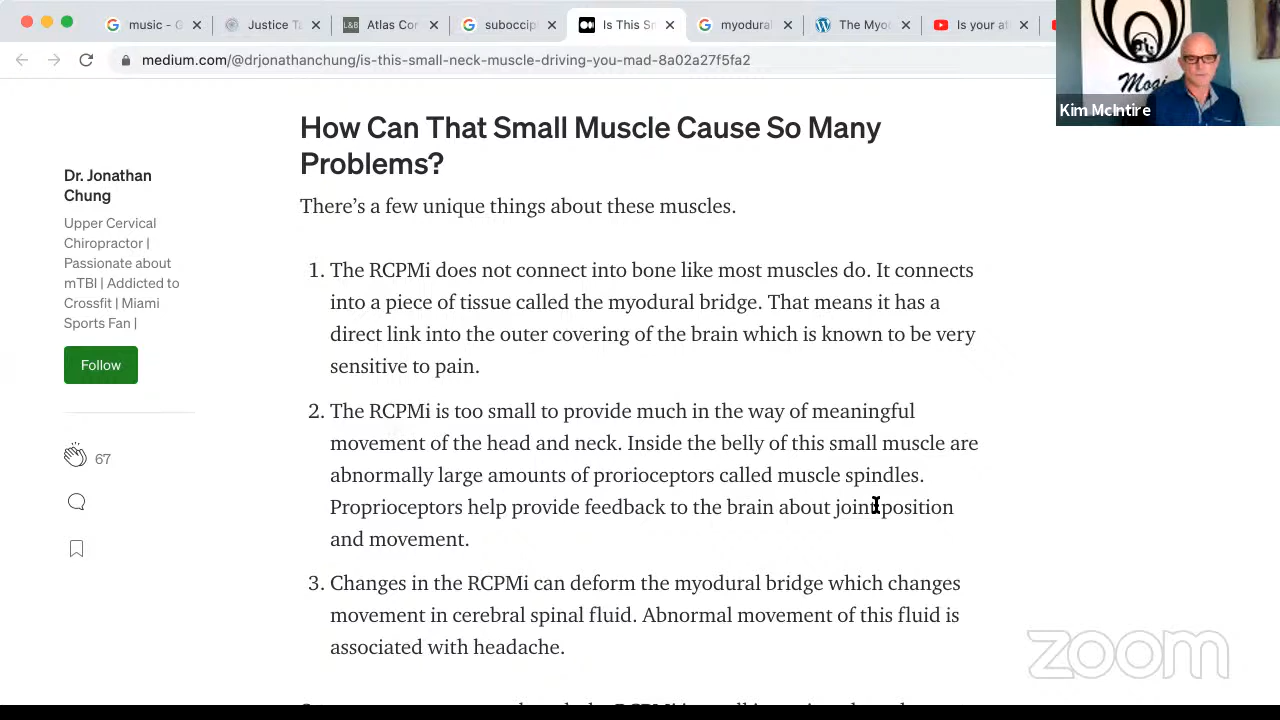 music - G
Justice Ta
Atlas Cor
suboccip
Is This Sm
myodural
The Myo
Is your at
medium.com/@drjonathanchung/is-this-small-neck-muscle-driving-you-mad-8a02a27f5fa2
Kim McIntire
How Can That Small Muscle Cause So Many
Problems?
Dr. Jonathan
Chung
Upper Cervical
Chiropractor |
Passionate about
mTBI | Addicted to
Crossfit | Miami
Sports Fan |
Follow
67
There's a few unique things about these muscles.
1. The RCPMi does not connect into bone like most muscles do. It connects
into a piece of tissue called the myodural bridge. That means it has a
direct link into the outer covering of the brain which is known to be very
sensitive to pain.
2. The RCPMi is too small to provide much in the way of meaningful
movement of the head and neck. Inside the belly of this small muscle are
abnormally large amounts of prorioceptors called muscle spindles.
Proprioceptors help provide feedback to the brain about joint position
and movement.
3. Changes in the RCPMi can deform the myodural bridge which changes
movement in cerebral spinal fluid. Abnormal movement of this fluid is
associated with headache.
zoom